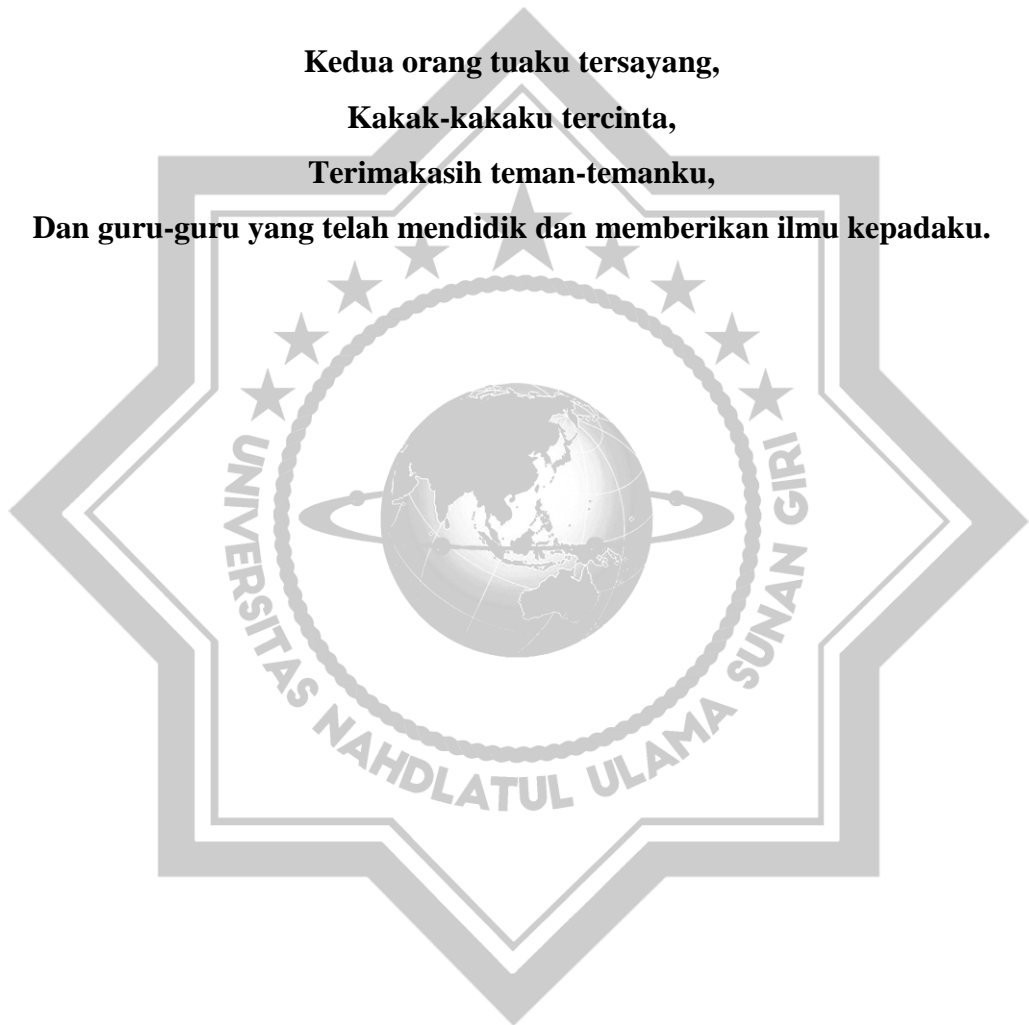 Kedua orang tuaku tersayang,
Kakak-kakaku tercinta,
Terimakasih teman-temanku,
Dan guru-guru yang telah mendidik dan memberikan ilmu kepadaku.
UNIVERSITAS NAHDLATUL ULAMA SUNAN GIRI